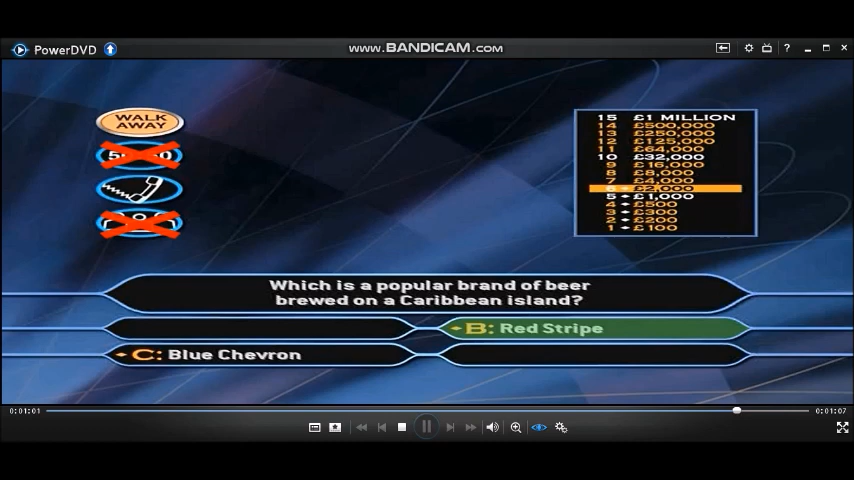 PowerDVD
www.BANDICAM.com
?
WALK
AWAY
15 £1 MILLION
14 £500,000
13 £250,000
12 £125,000
11 £64,000
10 £32,000
9 £16,000
8 £8,000
7 £4,000
6 £2,000
5 £1,000
4 £500
3 £300
2 £200
1 £100
Which is a popular brand of beer
brewed on a Caribbean island?
B: Red Stripe
C: Blue Chevron
0:01:01
0:01:07